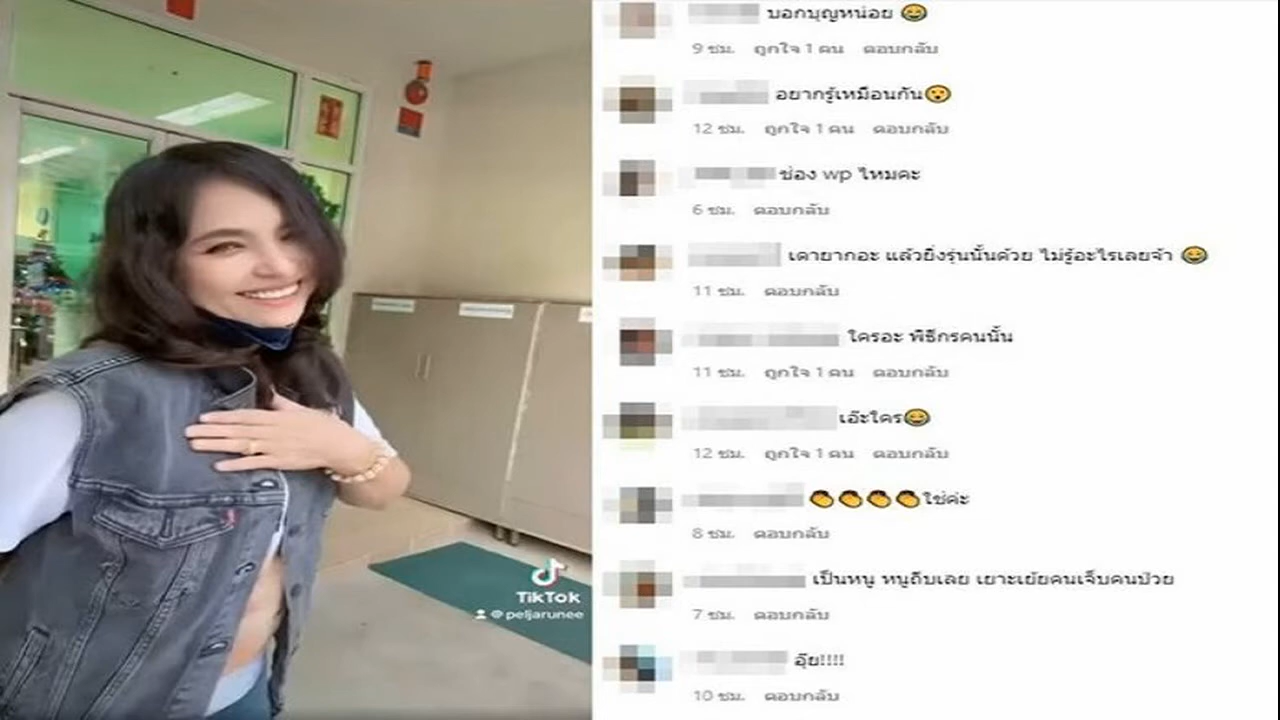 TikTok
@peljarunee
บอกบุญหน่อย 😂
9 ชม. ถูกใจ 1 คน ตอบกลับ
อยากรู้เหมือนกัน😮
12 ชม. ถูกใจ 1 คน ตอบกลับ
ช่อง wp ไหมคะ
6 ชม. ตอบกลับ
เดายากอะ แล้วยิ่งรุ่นนั้นด้วย ไม่รู้อะไรเลยจ้า 😂
11 ชม. ตอบกลับ
ใครอะ พิธีกรคนนั้น
11 ชม. ถูกใจ 1 คน ตอบกลับ
เอ๊ะใคร😂
12 ชม. ถูกใจ 1 คน ตอบกลับ
👏👏👏👏ใช่ค่ะ
8 ชม. ตอบกลับ
เป็นหนู หนูถีบเลย เยาะเย้ยคนเจ็บคนป่วย
7 ชม. ตอบกลับ
อุ๊ย!!!!
10 ชม. ตอบกลับ